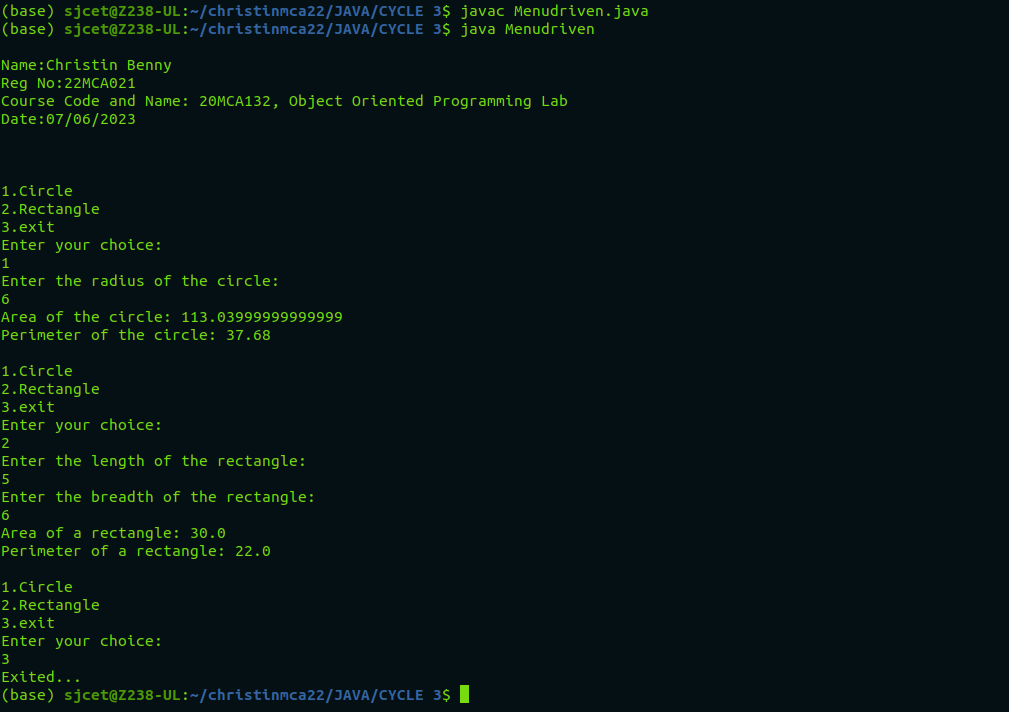 (base) sjcet@Z238-UL:~/christinmca22/JAVA/CYCLE 3$ javac Menudriven.java
(base) sjcet@Z238-UL:~/christinmca22/JAVA/CYCLE 3$ java Menudriven
Name:Christin Benny
Reg No:22MCA021
Course Code and Name: 20MCA132, Object Oriented Programming Lab
Date:07/06/2023
1.Circle
2.Rectangle
3.exit
Enter your choice:
1
Enter the radius of the circle:
6
Area of the circle: 113.03999999999999
Perimeter of the circle: 37.68
1.Circle
2.Rectangle
3.exit
Enter your choice:
2
Enter the length of the rectangle:
5
Enter the breadth of the rectangle:
6
Area of a rectangle: 30.0
Perimeter of a rectangle: 22.0
1.Circle
2.Rectangle
3.exit
Enter your choice:
3
Exited...
(base) sjcet@Z238-UL:~/christinmca22/JAVA/CYCLE 3$